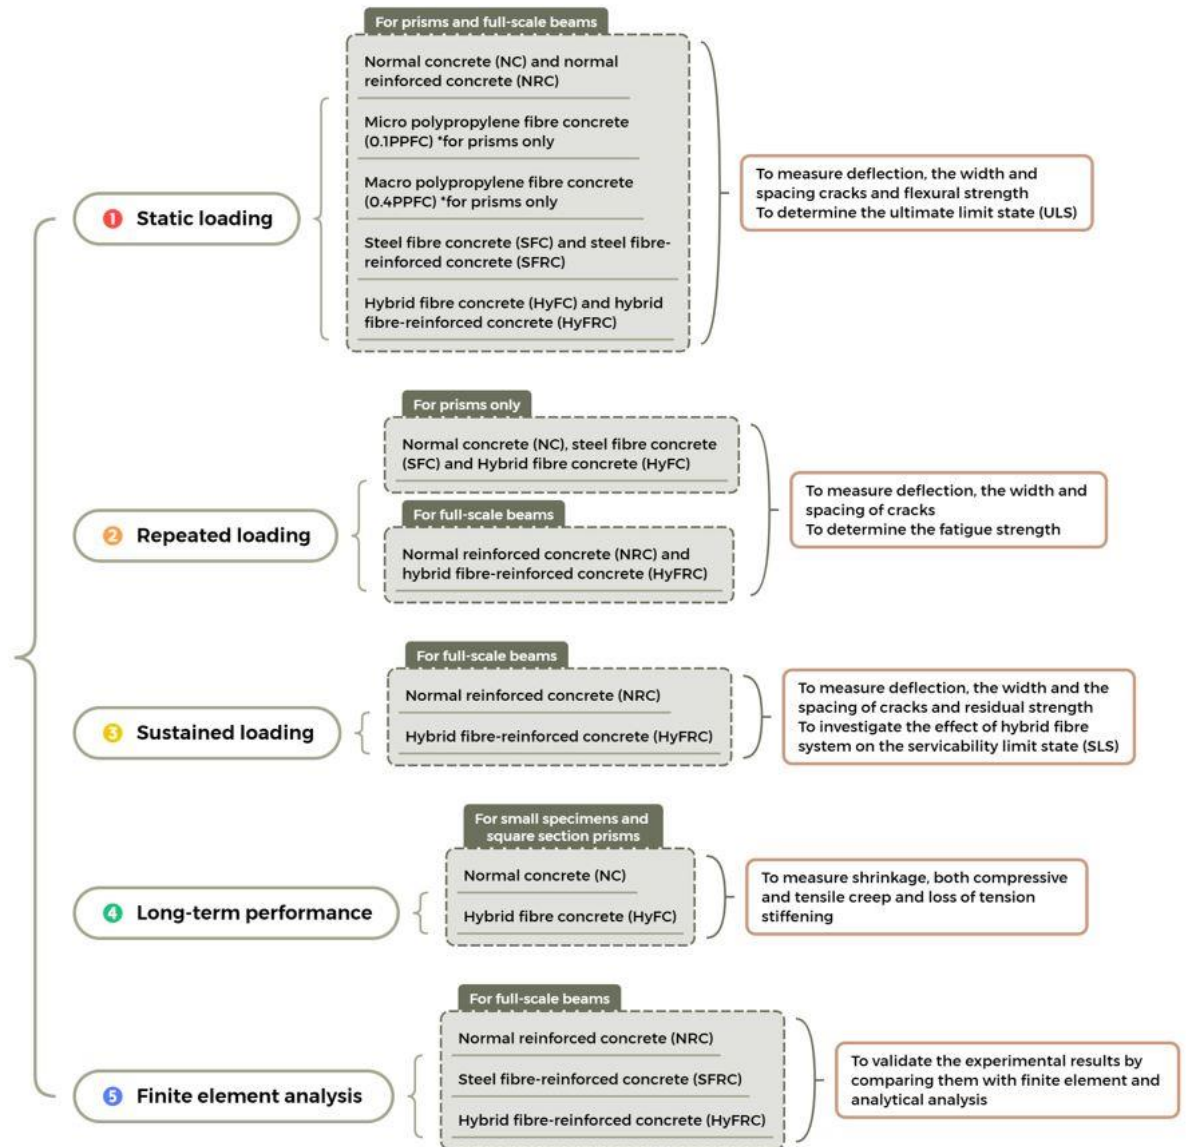 For prisms and full-scale beams
Normal concrete (NC) and normal
reinforced concrete (NRC)
Micro polypropylene fibre concrete
(0.1PPFC) *for prisms only
Macro polypropylene fibre concrete
(0.4PPFC) *for prisms only
Steel fibre concrete (SFC) and steel fibre-
reinforced concrete (SFRC)
Hybrid fibre concrete (HyFC) and hybrid
fibre-reinforced concrete (HyFRC)
1 Static loading
To measure deflection, the width and
spacing cracks and flexural strength
To determine the ultimate limit state (ULS)
For prisms only
Normal concrete (NC), steel fibre concrete
(SFC) and Hybrid fibre concrete (HyFC)
For full-scale beams
Normal reinforced concrete (NRC) and
hybrid fibre-reinforced concrete (HyFRC)
2 Repeated loading
To measure deflection, the width and
spacing of cracks
To determine the fatigue strength
For full-scale beams
Normal reinforced concrete (NRC)
Hybrid fibre-reinforced concrete (HyFRC)
3 Sustained loading
To measure deflection, the width and the
spacing of cracks and residual strength
To investigate the effect of hybrid fibre
system on the servicability limit state (SLS)
For small specimens and
square section prisms
Normal concrete (NC)
Hybrid fibre concrete (HyFC)
4 Long-term performance
To measure shrinkage, both compressive
and tensile creep and loss of tension
stiffening
For full-scale beams
Normal reinforced concrete (NRC)
Steel fibre-reinforced concrete (SFRC)
Hybrid fibre-reinforced concrete (HyFRC)
5 Finite element analysis
To validate the experimental results by
comparing them with finite element and
analytical analysis